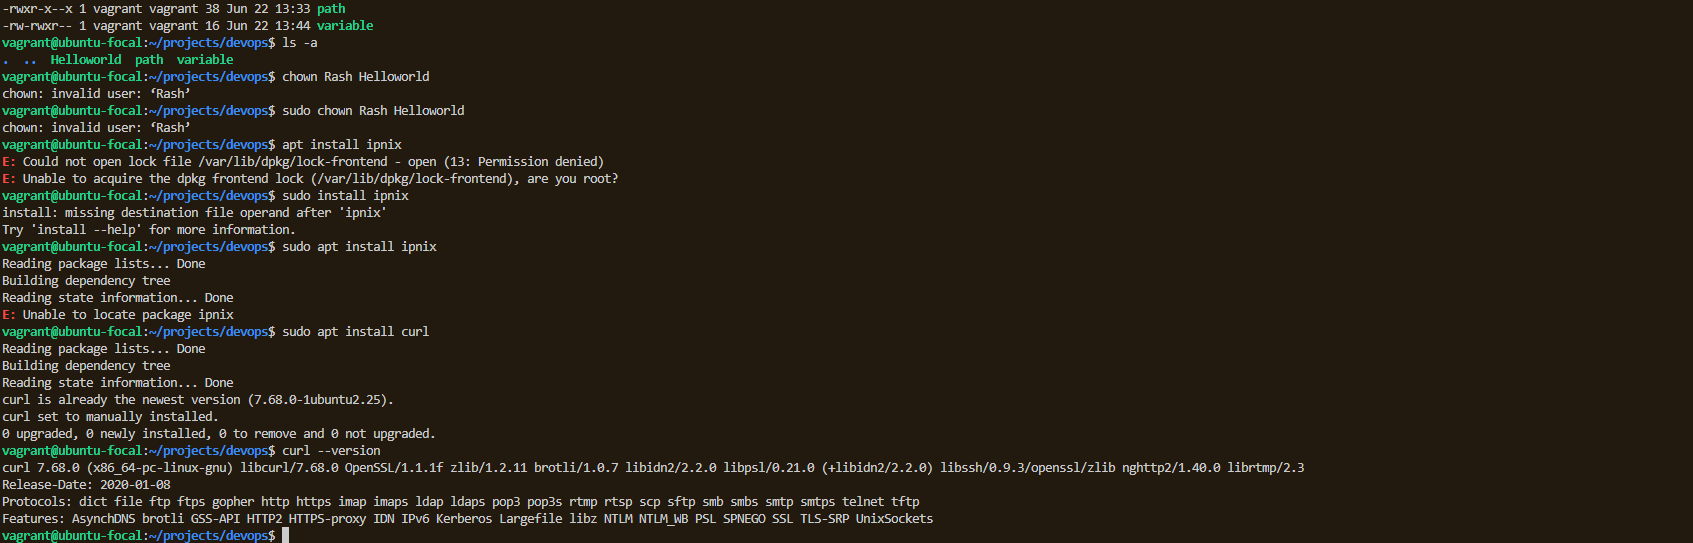 -rwxr-x--x 1 vagrant vagrant 38 Jun 22 13:33 path
-rw-rwxr-- 1 vagrant vagrant 16 Jun 22 13:44 variable
vagrant@ubuntu-focal:~/projects/devops$ ls -a
.  ..  Helloworld  path  variable
vagrant@ubuntu-focal:~/projects/devops$ chown Rash Helloworld
chown: invalid user: ‘Rash’
vagrant@ubuntu-focal:~/projects/devops$ sudo chown Rash Helloworld
chown: invalid user: ‘Rash’
vagrant@ubuntu-focal:~/projects/devops$ apt install ipnix
E: Could not open lock file /var/lib/dpkg/lock-frontend - open (13: Permission denied)
E: Unable to acquire the dpkg frontend lock (/var/lib/dpkg/lock-frontend), are you root?
vagrant@ubuntu-focal:~/projects/devops$ sudo install ipnix
install: missing destination file operand after 'ipnix'
Try 'install --help' for more information.
vagrant@ubuntu-focal:~/projects/devops$ sudo apt install ipnix
Reading package lists... Done
Building dependency tree
Reading state information... Done
E: Unable to locate package ipnix
vagrant@ubuntu-focal:~/projects/devops$ sudo apt install curl
Reading package lists... Done
Building dependency tree
Reading state information... Done
curl is already the newest version (7.68.0-1ubuntu2.25).
curl set to manually installed.
0 upgraded, 0 newly installed, 0 to remove and 0 not upgraded.
vagrant@ubuntu-focal:~/projects/devops$ curl --version
curl 7.68.0 (x86_64-pc-linux-gnu) libcurl/7.68.0 OpenSSL/1.1.1f zlib/1.2.11 brotli/1.0.7 libidn2/2.2.0 libpsl/0.21.0 (+libidn2/2.2.0) libssh/0.9.3/openssl/zlib nghttp2/1.40.0 librtmp/2.3
Release-Date: 2020-01-08
Protocols: dict file ftp ftps gopher http https imap imaps ldap ldaps pop3 pop3s rtmp rtsp scp sftp smb smbs smtp smtps telnet tftp
Features: AsynchDNS brotli GSS-API HTTP2 HTTPS-proxy IDN IPv6 Kerberos Largefile libz NTLM NTLM_WB PSL SPNEGO SSL TLS-SRP UnixSockets
vagrant@ubuntu-focal:~/projects/devops$